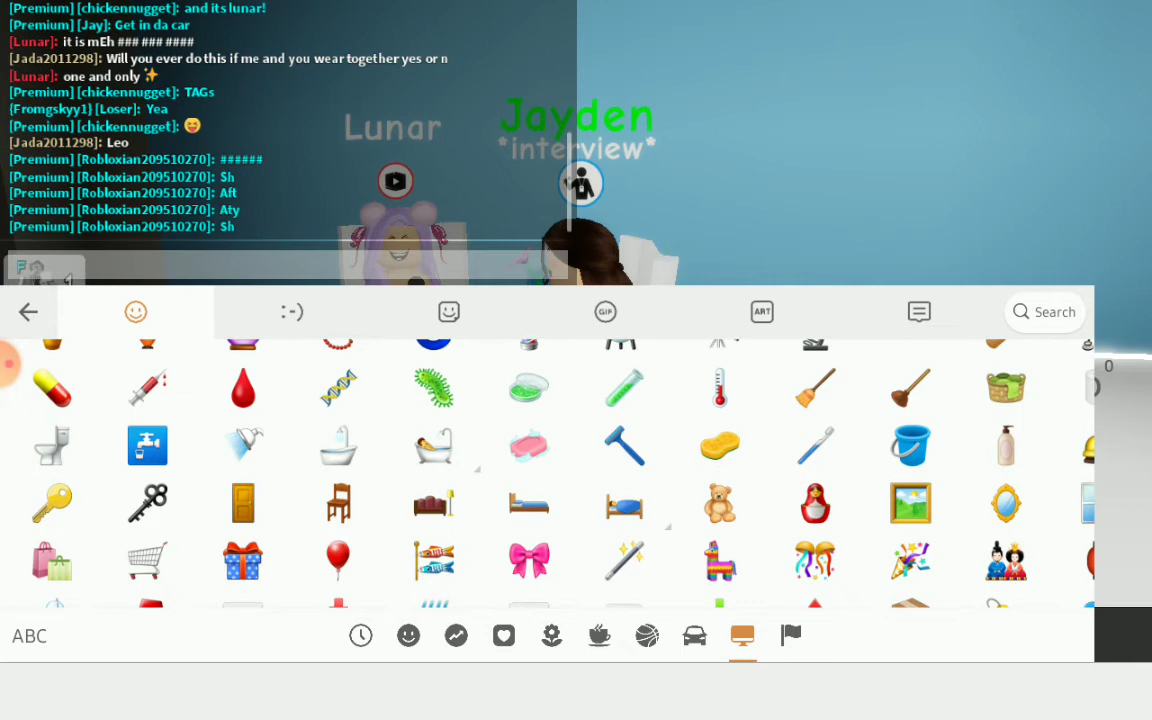 [Premium] [chickennugget]: and its lunar!
[Premium] [Jay]: Get in da car
[Lunar]: it is mEh ### ### ####
[Jada2011298]: Will you ever do this if me and you wear together yes or n
[Lunar]: one and only ✨
[Premium] [chickennugget]: TAGs
{Fromgskyy1} [Loser]: Yea
[Premium] [chickennugget]: 😝
[Jada2011298]: Leo
[Premium] [Robloxian209510270]: ######
[Premium] [Robloxian209510270]: Sh
[Premium] [Robloxian209510270]: Aft
[Premium] [Robloxian209510270]: Aty
[Premium] [Robloxian209510270]: Sh
Lunar
Jayden
*interview*
F
1
:-)
GIF
ART
Search
0
ABC